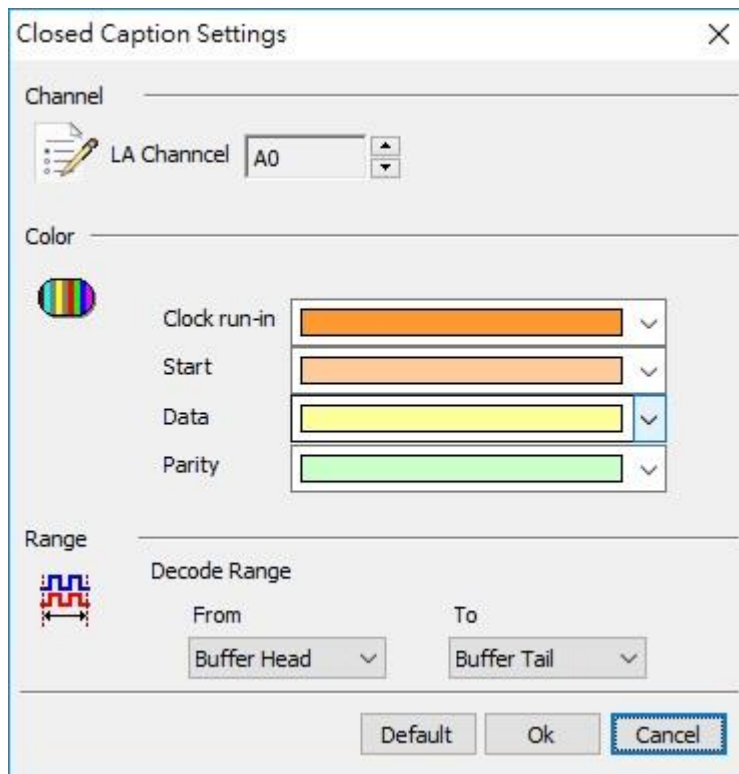 Closed Caption Settings
Channel
LA Channcel A0
Color
Clock run-in
Start
Data
Parity
Range
Decode Range
From To
Buffer Head Buffer Tail
Default Ok Cancel